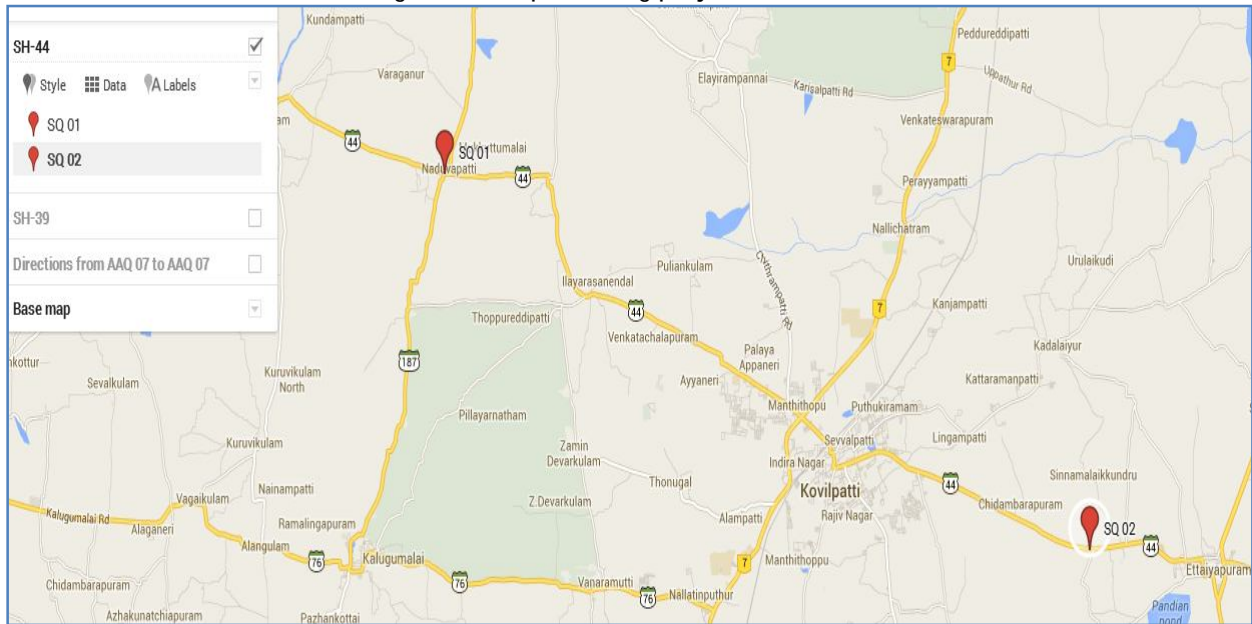 SH-44
Style Data Labels
SQ 01
SQ 02
SH-39
Directions from AAQ 07 to AAQ 07
Base map
Kundampatti
Peddureddipatti
Varaganur
Elayirampannai
Karisalpatti Rd
7
Uppathur Rd
Venkateswarapuram
44
SQ 01
Naduvapatti
44
Perayyampatti
Nallichatram
Urulaikudi
Puliankulam
Chithrampatti Rd
Ilayarasanendal
Thoppureddipatti
44
7
Kanjampatti
Venkatachalapuram
Kadalaiyur
187
Palaya
Appaneri
Sevalkulam
Kuruvikulam
North
Ayyaneri
Kattaramanpatti
Manthithopu
Puthukiramam
Pillayarnatham
Kuruvikulam
Zamin
Devarkulam
Sevvalpatti
Lingampatti
Indira Nagar
Sinnamalaikkundru
Nainampatti
Thonugal
Kovilpatti
44
Vagaikulam
Z.Devarkulam
Chidambarapuram
Kalugumalai Rd
Alaganeri
Ramalingapuram
Alampatti
Rajiv Nagar
SQ 02
Alangulam
76
Kalugumalai
7
Manthithoppu
44
Ettaiyapuram
Chidambarapuram
76
Vanaramutti
76
Nallatinputhur
Azhakunatchiapuram
Pazhankottai
Pandian
pond